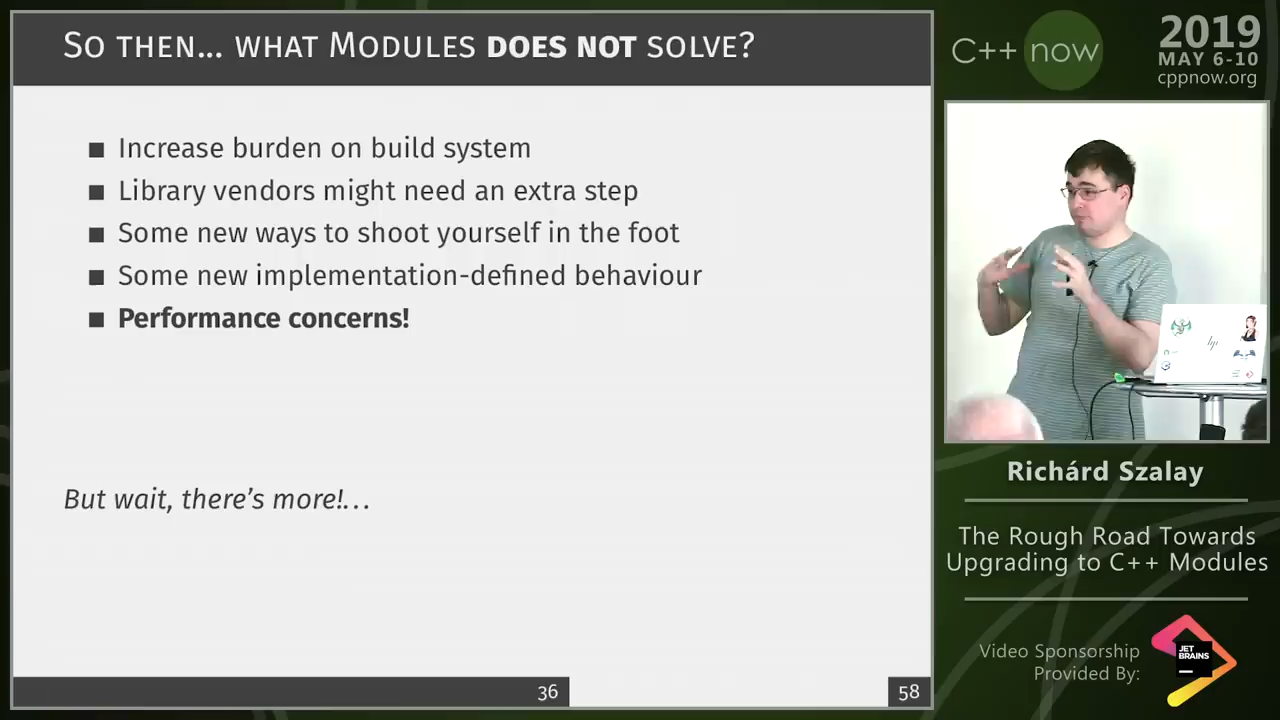 So then... what Modules does not solve?
Increase burden on build system
Library vendors might need an extra step
Some new ways to shoot yourself in the foot
Some new implementation-defined behaviour
Performance concerns!
But wait, there's more!...
36
58
C++ now
2019
MAY 6-10
cppnow.org
hp
Richárd Szalay
The Rough Road Towards
Upgrading to C++ Modules
Video Sponsorship
Provided By:
JET
BRAINS